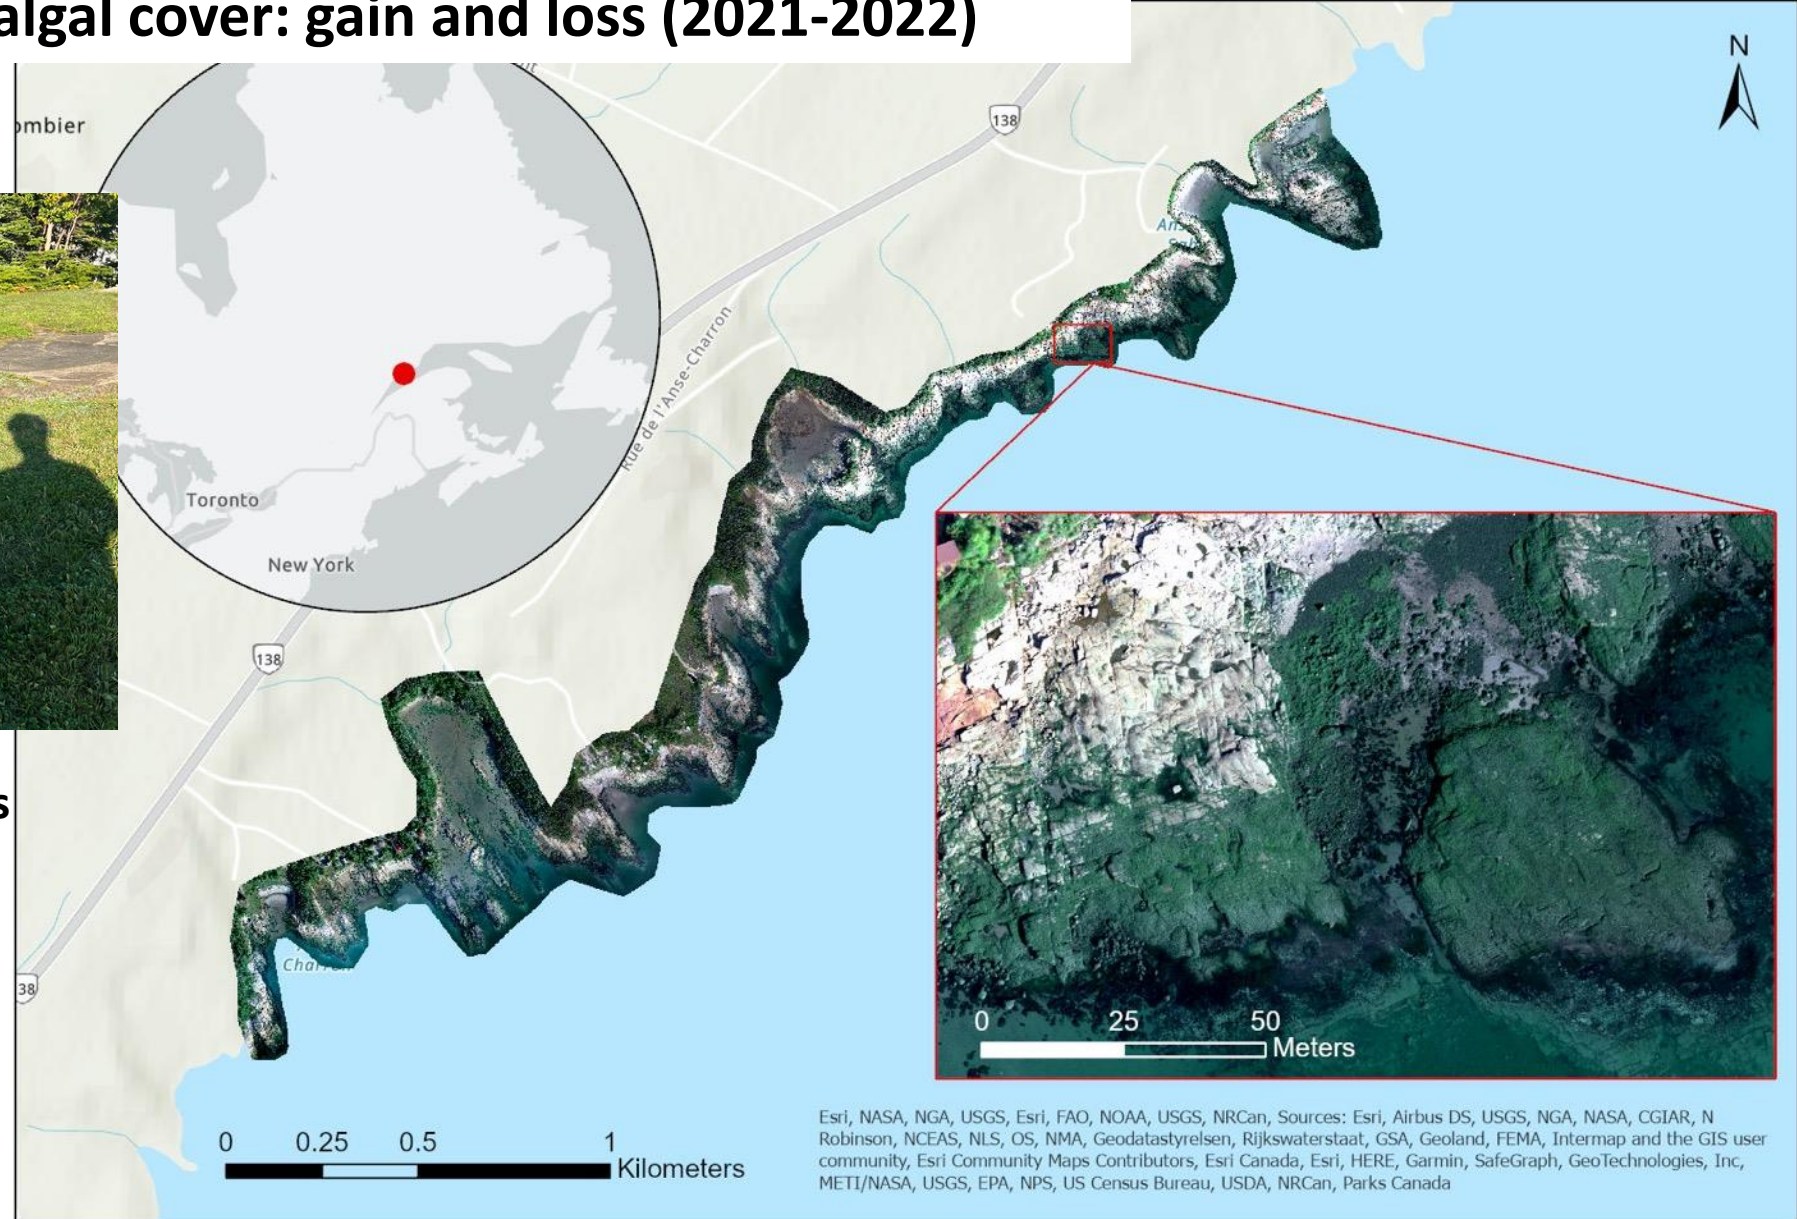 algal cover: gain and loss (2021-2022)
N
138
Toronto
New York
Rue de l'Anse-Charron
138
0 25 50
Meters
0 0.25 0.5 1
Kilometers
Esri, NASA, NGA, USGS, Esri, FAO, NOAA, USGS, NRCan, Sources: Esri, Airbus DS, USGS, NGA, NASA, CGIAR, N
Robinson, NCEAS, NLS, OS, NMA, Geodatastyrelsen, Rijkswaterstaat, GSA, Geoland, FEMA, Intermap and the GIS user
community, Esri Community Maps Contributors, Esri Canada, Esri, HERE, Garmin, SafeGraph, GeoTechnologies, Inc,
METI/NASA, USGS, EPA, NPS, US Census Bureau, USDA, NRCan, Parks Canada